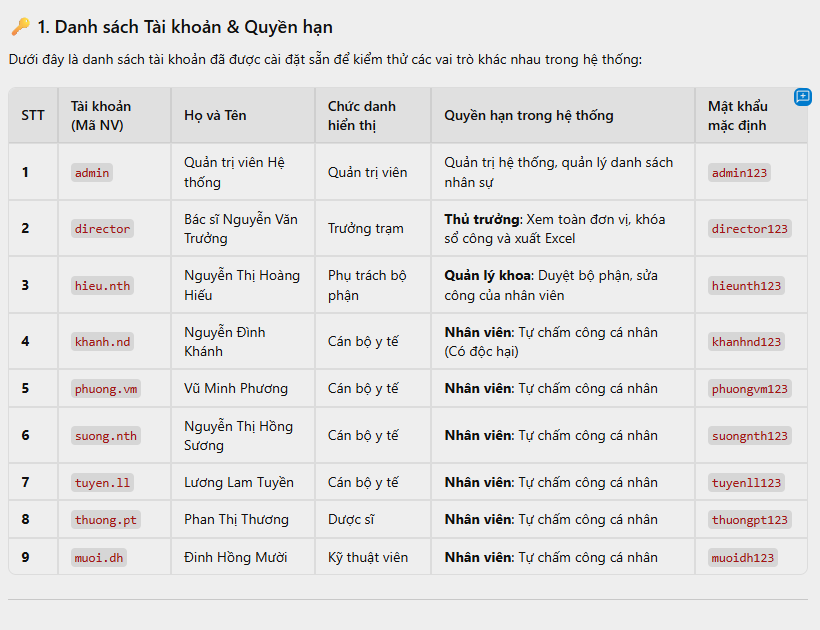 🔑 1. Danh sách Tài khoản & Quyền hạn
Dưới đây là danh sách tài khoản đã được cài đặt sẵn để kiểm thử các vai trò khác nhau trong hệ thống:
STT
Tài khoản
(Mã NV)
Họ và Tên
Chức danh
hiển thị
Quyền hạn trong hệ thống
Mật khẩu
mặc định
1
admin
Quản trị viên Hệ
thống
Quản trị viên
Quản trị hệ thống, quản lý danh sách
nhân sự
admin123
2
director
Bác sĩ Nguyễn Văn
Trưởng
Trưởng trạm
Thủ trưởng: Xem toàn đơn vị, khóa
sổ công và xuất Excel
director123
3
hieu.nth
Nguyễn Thị Hoàng
Hiếu
Phụ trách bộ
phận
Quản lý khoa: Duyệt bộ phận, sửa
công của nhân viên
hieunth123
4
khanh.nd
Nguyễn Đình
Khánh
Cán bộ y tế
Nhân viên: Tự chấm công cá nhân
(Có độc hại)
khanhnd123
5
phuong.vm
Vũ Minh Phương
Cán bộ y tế
Nhân viên: Tự chấm công cá nhân
phuongvm123
6
suong.nth
Nguyễn Thị Hồng
Sương
Cán bộ y tế
Nhân viên: Tự chấm công cá nhân
suongnth123
7
tuyen.ll
Lương Lam Tuyền
Cán bộ y tế
Nhân viên: Tự chấm công cá nhân
tuyenll123
8
thuong.pt
Phan Thị Thương
Dược sĩ
Nhân viên: Tự chấm công cá nhân
thuongpt123
9
muoi.dh
Đinh Hồng Mười
Kỹ thuật viên
Nhân viên: Tự chấm công cá nhân
muoidh123